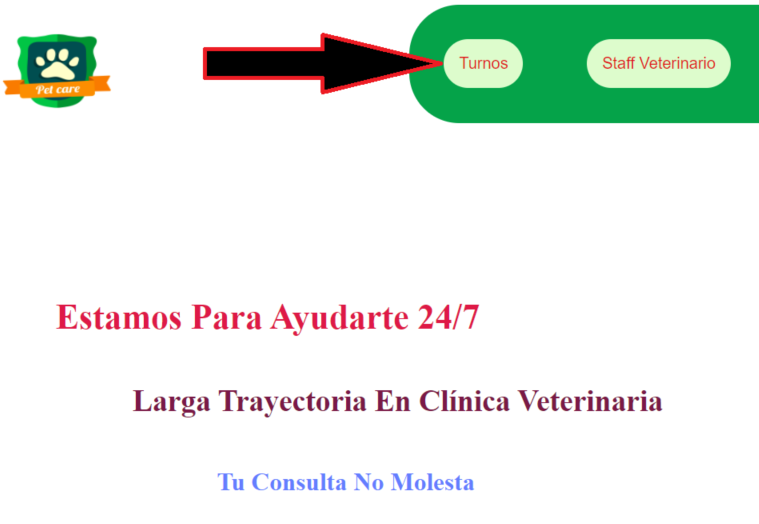 Pet care
Turnos
Staff Veterinario
Estamos Para Ayudarte 24/7
Larga Trayectoria En Clínica Veterinaria
Tu Consulta No Molesta